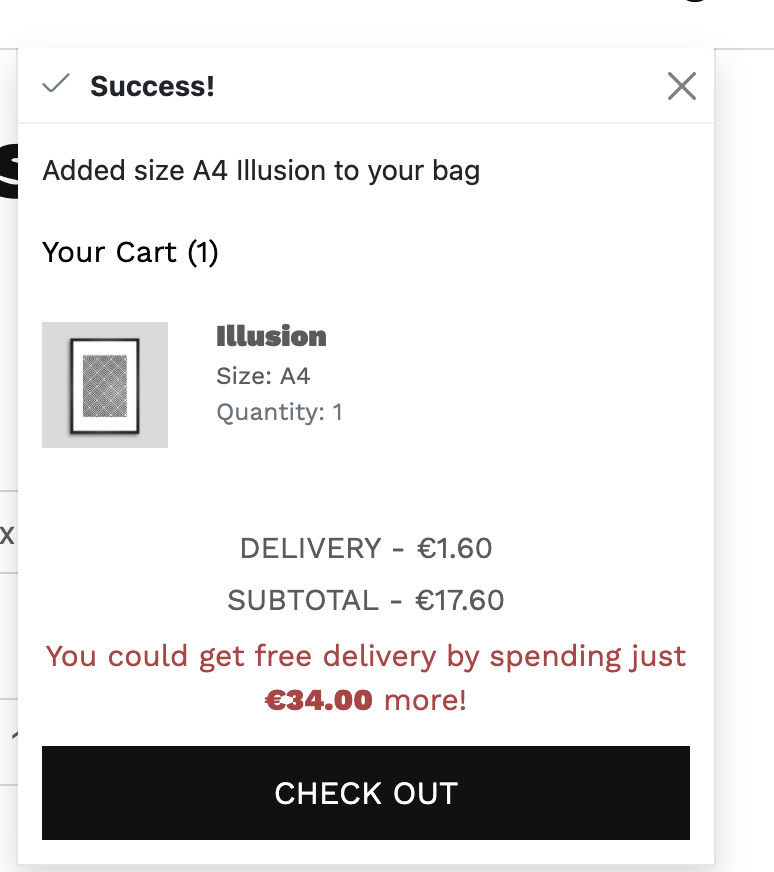 Success!
Added size A4 Illusion to your bag
Your Cart (1)
Illusion
Size: A4
Quantity: 1
DELIVERY - €1.60
SUBTOTAL - €17.60
You could get free delivery by spending just
€34.00 more!
CHECK OUT